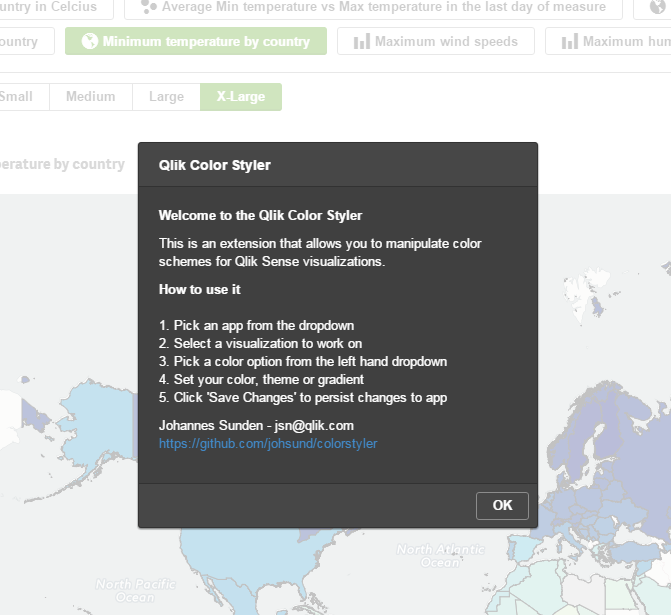 untry in Celcius
Average Min temperature vs Max temperature in the last day of measure
ountry
Minimum temperature by country
Maximum wind speeds
Maximum hum
Small
Medium
Large
X-Large
perature by country
Qlik Color Styler
Welcome to the Qlik Color Styler
This is an extension that allows you to manipulate color
schemes for Qlik Sense visualizations.
How to use it
1. Pick an app from the dropdown
2. Select a visualization to work on
3. Pick a color option from the left hand dropdown
4. Set your color, theme or gradient
5. Click 'Save Changes' to persist changes to app
Johannes Sunden - jsn@qlik.com
https://github.com/johsund/colorstyler
OK
North Atlantic
Ocean
North Pacific
Ocean